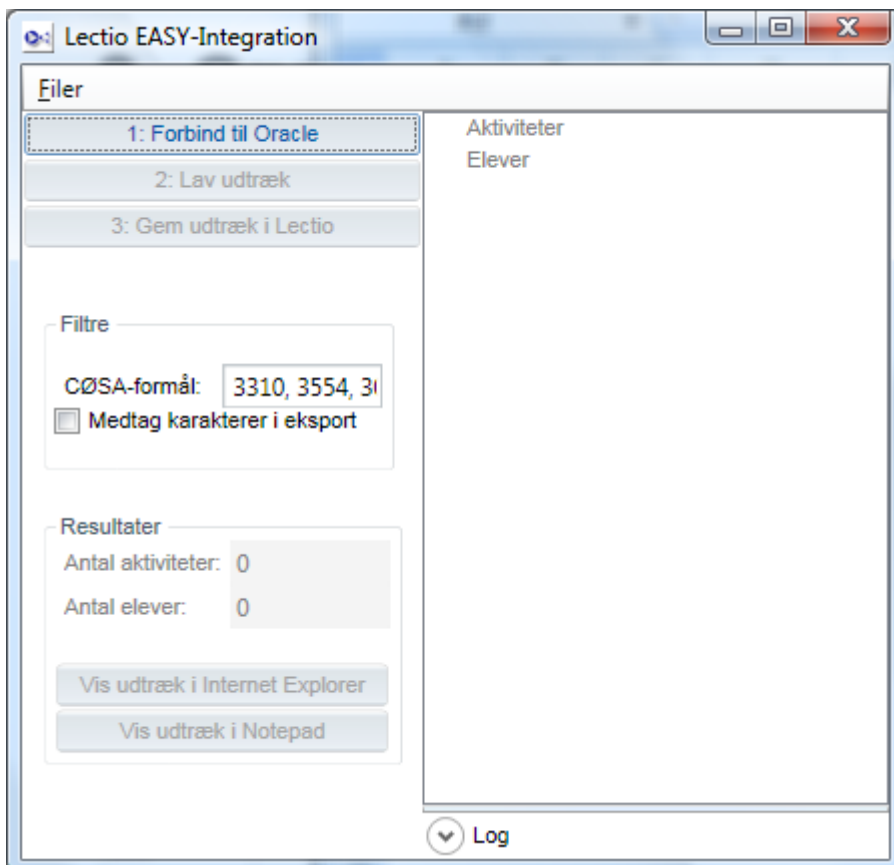 Lectio EASY-Integration
Filer
1: Forbind til Oracle
2: Lav udtræk
3: Gem udtræk i Lectio
Filtre
CØSA-formål: 3310, 3554,
Medtag karakterer i eksport
Resultater
Antal aktiviteter: 0
Antal elever: 0
Vis udtræk i Internet Explorer
Vis udtræk i Notepad
Aktiviteter
Elever
Log